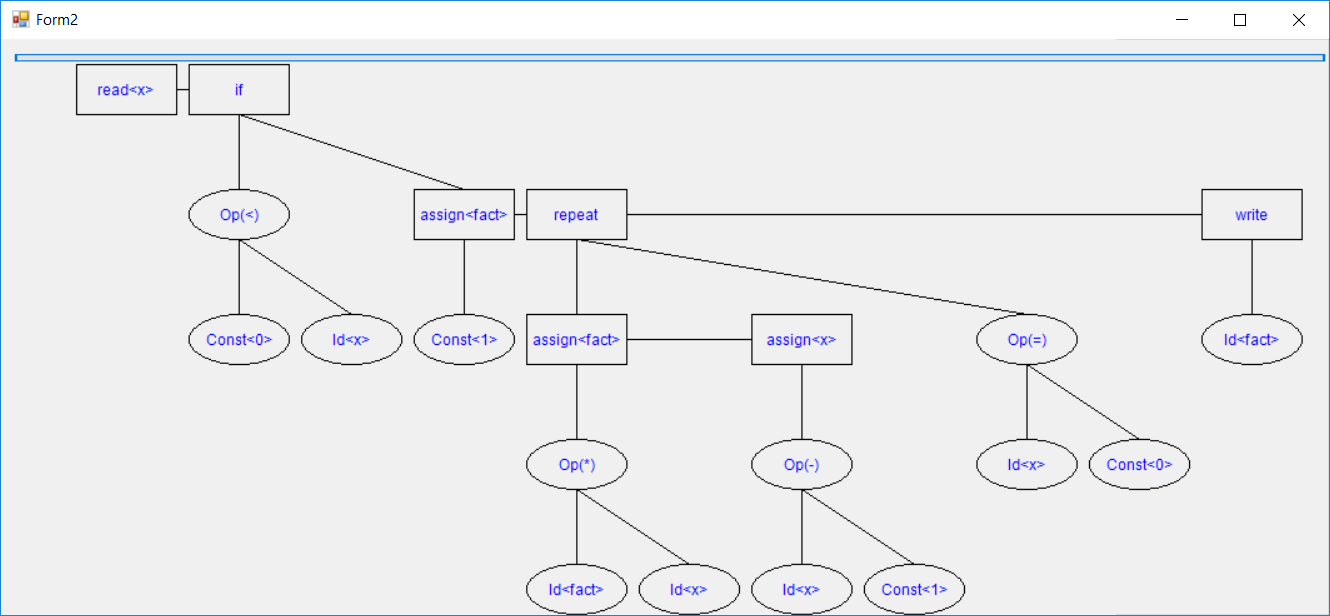 Form2
read<x>
if
Op(<)
assign<fact>
repeat
write
Const<0>
Id<x>
Const<1>
assign<fact>
assign<x>
Op(=)
Id<fact>
Op(*)
Op(-)
Id<x>
Const<0>
Id<fact>
Id<x>
Id<x>
Const<1>